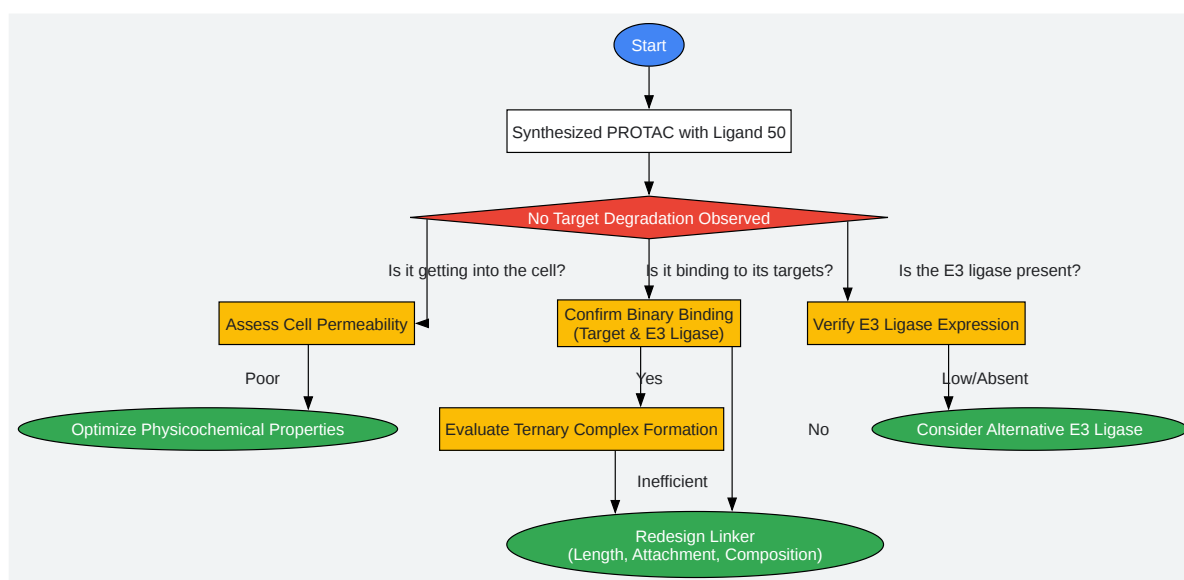 Start
Synthesized PROTAC with Ligand 50
No Target Degradation Observed
Is it getting into the cell?
Is it binding to its targets?
Is the E3 ligase present?
Assess Cell Permeability
Confirm Binary Binding
(Target & E3 Ligase)
Verify E3 Ligase Expression
Poor
Yes
Low/Absent
Optimize Physicochemical Properties
Evaluate Ternary Complex Formation
No
Consider Alternative E3 Ligase
Inefficient
Redesign Linker
(Length, Attachment, Composition)